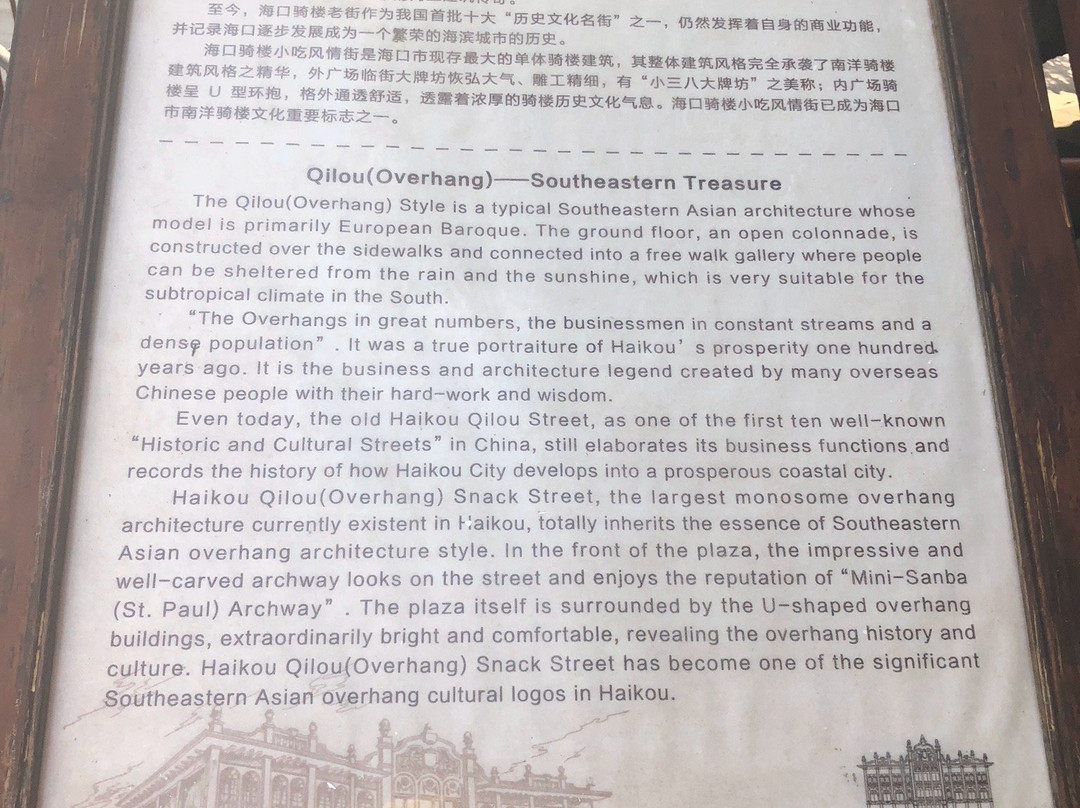 至今，海口骑楼老街作为我国首批十大“历史文化名街”之一，仍然发挥着自身的商业功能，
并记录海口逐步发展成为一个繁荣的海滨城市的历史。
海口骑楼小吃风情街是海口市现存最大的单体骑楼建筑，其整体建筑风格完全承袭了南洋骑楼
建筑风格之精华，外广场临街大牌坊恢弘大气、雕工精细，有“小三八大牌坊”之美称；内广场骑
楼呈 U 型环抱，格外通透舒适，透露着浓厚的骑楼历史文化气息。海口骑楼小吃风情街已成为海口
市南洋骑楼文化重要标志之一。
Qilou(Overhang)——Southeastern Treasure
The Qilou(Overhang) Style is a typical Southeastern Asian architecture whose
model is primarily European Baroque. The ground floor, an open colonnade, is
constructed over the sidewalks and connected into a free walk gallery where people
can be sheltered from the rain and the sunshine, which is very suitable for the
subtropical climate in the South.
“The Overhangs in great numbers, the businessmen in constant streams and a
dense population”. It was a true portraiture of Haikou’s prosperity one hundred
years ago. It is the business and architecture legend created by many overseas
Chinese people with their hard-work and wisdom.
Even today, the old Haikou Qilou Street, as one of the first ten well-known
“Historic and Cultural Streets” in China, still elaborates its business functions and
records the history of how Haikou City develops into a prosperous coastal city.
Haikou Qilou(Overhang) Snack Street, the largest monosome overhang
architecture currently existent in Haikou, totally inherits the essence of Southeastern
Asian overhang architecture style. In the front of the plaza, the impressive and
well-carved archway looks on the street and enjoys the reputation of “Mini-Sanba
(St. Paul) Archway”. The plaza itself is surrounded by the U-shaped overhang
buildings, extraordinarily bright and comfortable, revealing the overhang history and
culture. Haikou Qilou(Overhang) Snack Street has become one of the significant
Southeastern Asian overhang cultural logos in Haikou.